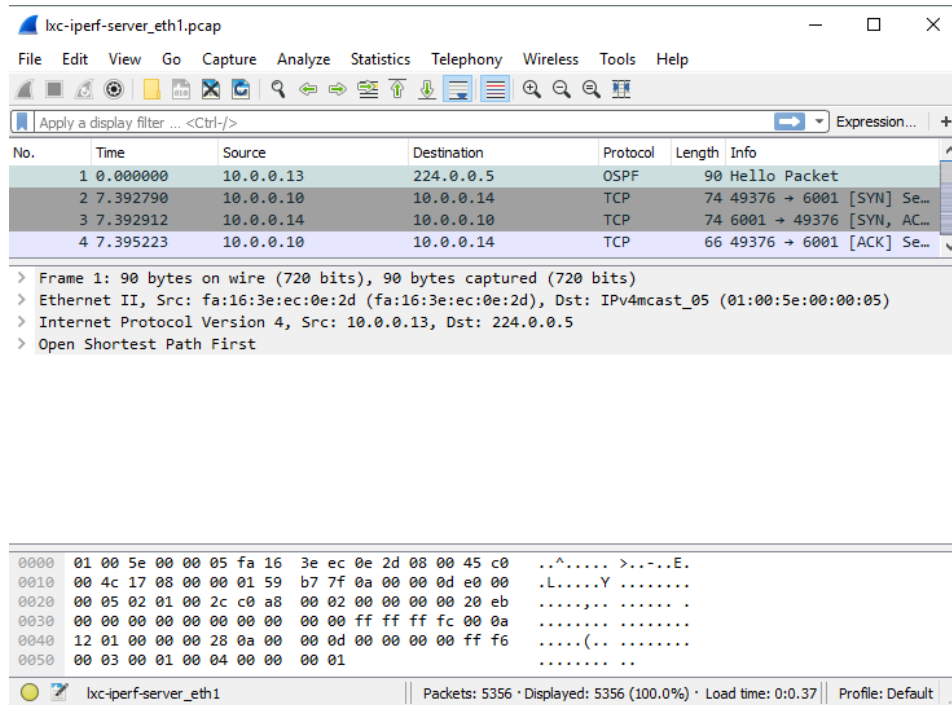 lxc-iperf-server_eth1.pcap
File Edit View Go Capture Analyze Statistics Telephony Wireless Tools Help
Apply a display filter ... <Ctrl-/> Expression... +
No. Time Source Destination Protocol Length Info
1 0.000000 10.0.0.13 224.0.0.5 OSPF 90 Hello Packet
2 7.392790 10.0.0.10 10.0.0.14 TCP 74 49376 → 6001 [SYN] Se…
3 7.392912 10.0.0.14 10.0.0.10 TCP 74 6001 → 49376 [SYN, AC…
4 7.395223 10.0.0.10 10.0.0.14 TCP 66 49376 → 6001 [ACK] Se…
> Frame 1: 90 bytes on wire (720 bits), 90 bytes captured (720 bits)
> Ethernet II, Src: fa:16:3e:ec:0e:2d (fa:16:3e:ec:0e:2d), Dst: IPv4mcast_05 (01:00:5e:00:00:05)
> Internet Protocol Version 4, Src: 10.0.0.13, Dst: 224.0.0.5
> Open Shortest Path First
0000 01 00 5e 00 00 05 fa 16 3e ec 0e 2d 08 00 45 c0 ..^..... >..-..E.
0010 00 4c 17 08 00 00 01 59 b7 7f 0a 00 00 0d e0 00 .L.....Y ........
0020 00 05 02 01 00 2c c0 a8 00 02 00 00 00 00 20 eb .....,.. ...... .
0030 00 00 00 00 00 00 00 00 00 00 ff ff ff fc 00 0a ........ ........
0040 12 01 00 00 00 28 0a 00 00 0d 00 00 00 00 ff f6 .....(.. ........
0050 00 03 00 01 00 04 00 00 00 01 ........ ..
lxc-iperf-server_eth1 Packets: 5356 · Displayed: 5356 (100.0%) · Load time: 0:0.37 Profile: Default